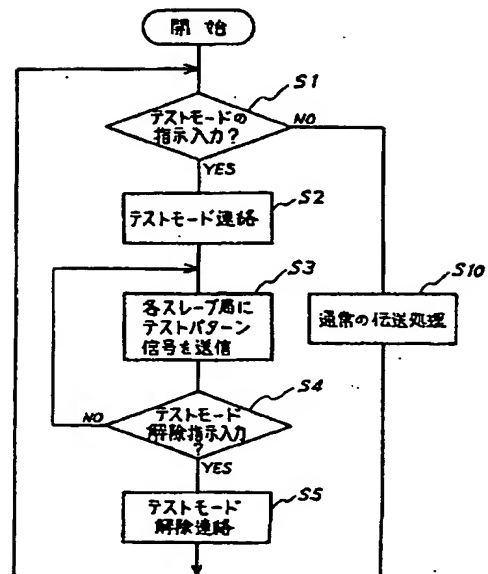 開始
S1
テストモードの
指示入力?
NO
YES
S2
テストモード連絡
S3
各スレーブ局に
テストパターン
信号を送信
S10
通常の伝送処理
S4
テストモード
解除指示入力
?
NO
YES
S5
テストモード
解除連絡